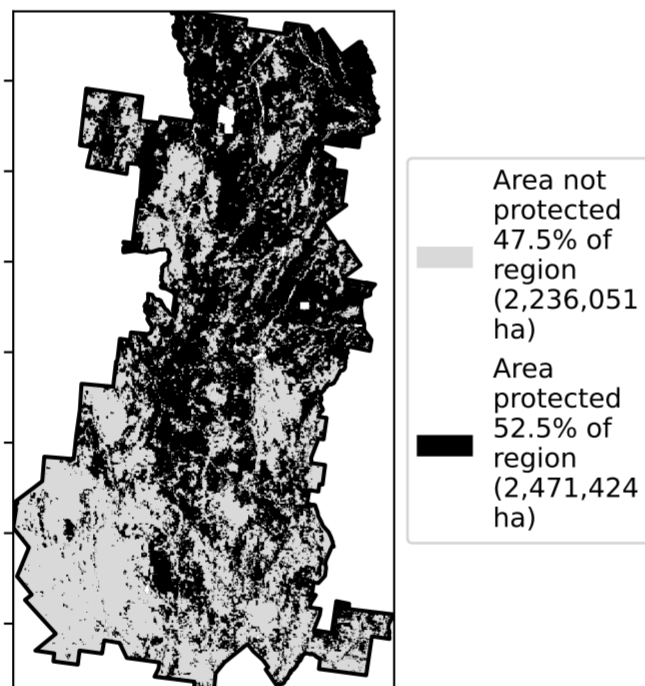 Area not
protected
47.5% of
region
(2,236,051
ha)
Area
protected
52.5% of
region
(2,471,424
ha)